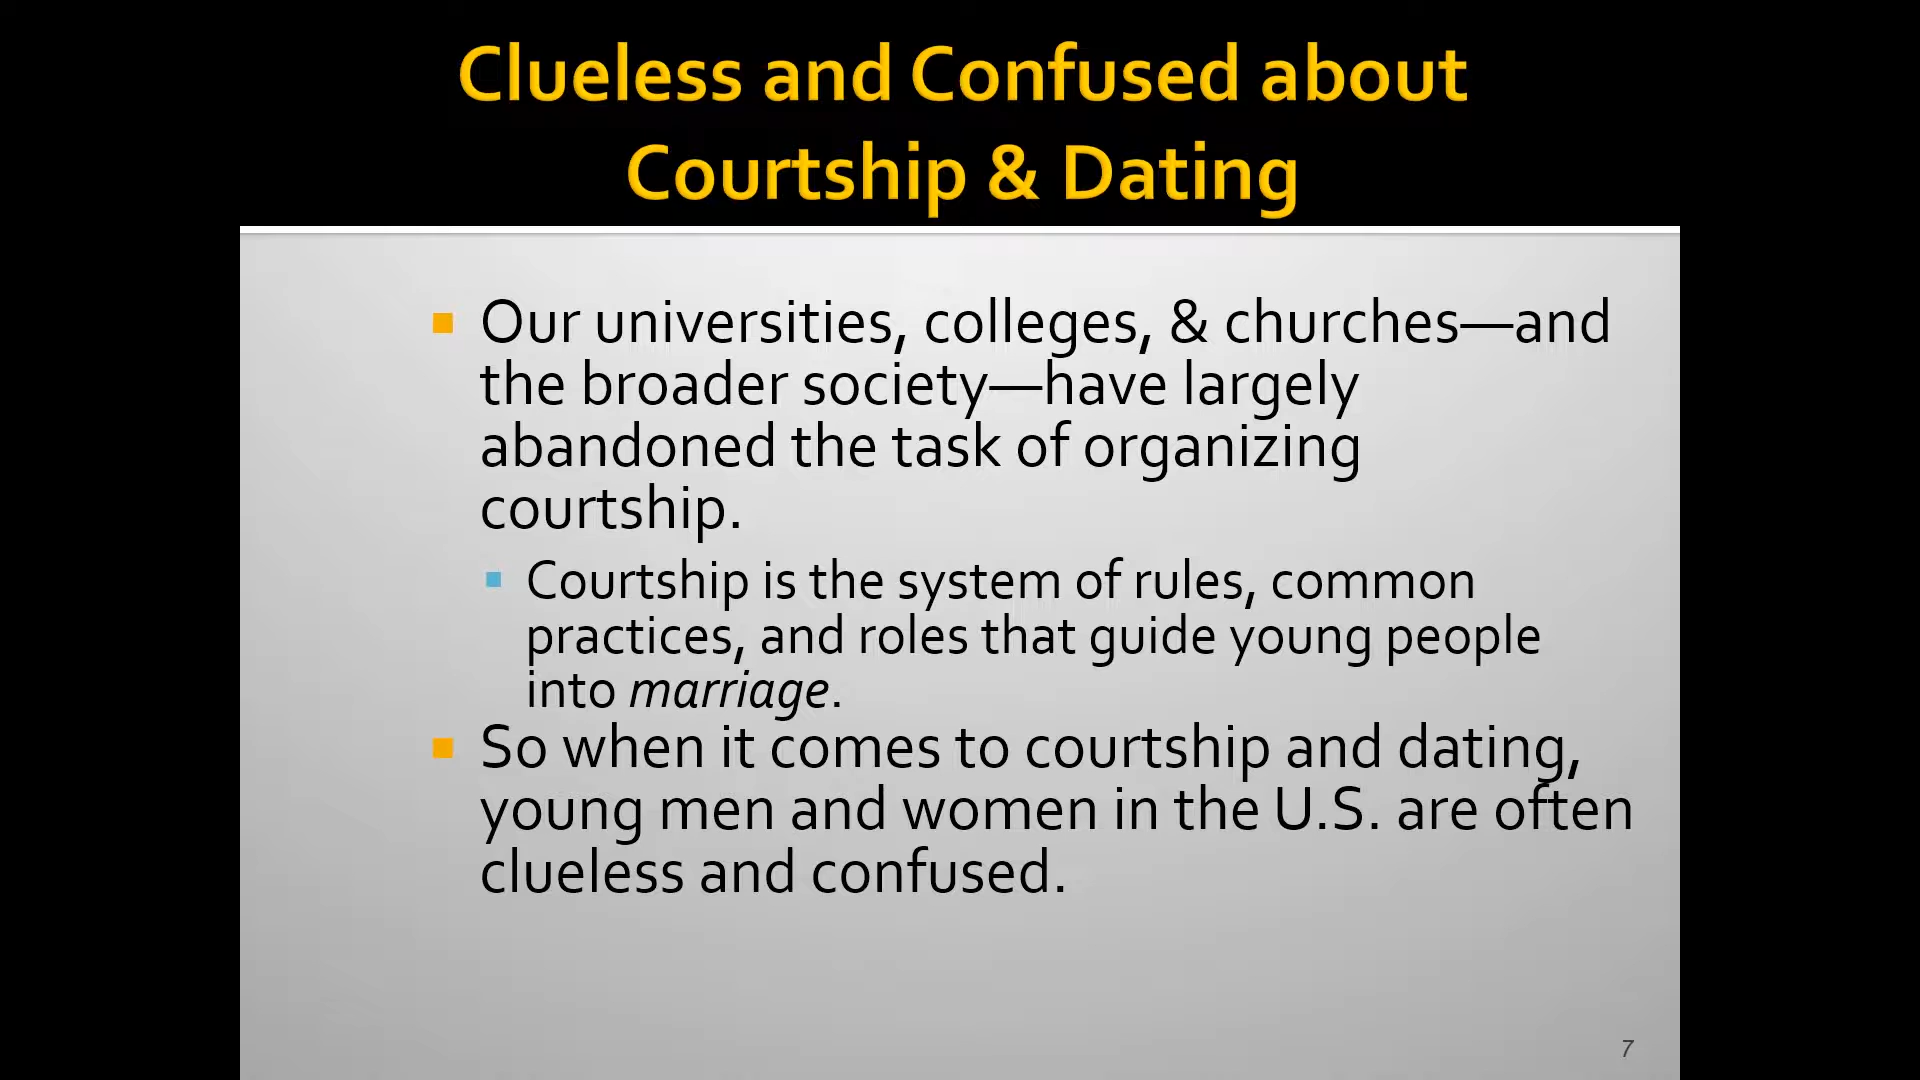 Clueless and Confused about
Courtship & Dating
Our universities, colleges, & churches—and
the broader society—have largely
abandoned the task of organizing
courtship.
Courtship is the system of rules, common
practices, and roles that guide young people
into marriage.
So when it comes to courtship and dating,
young men and women in the U.S. are often
clueless and confused.
7